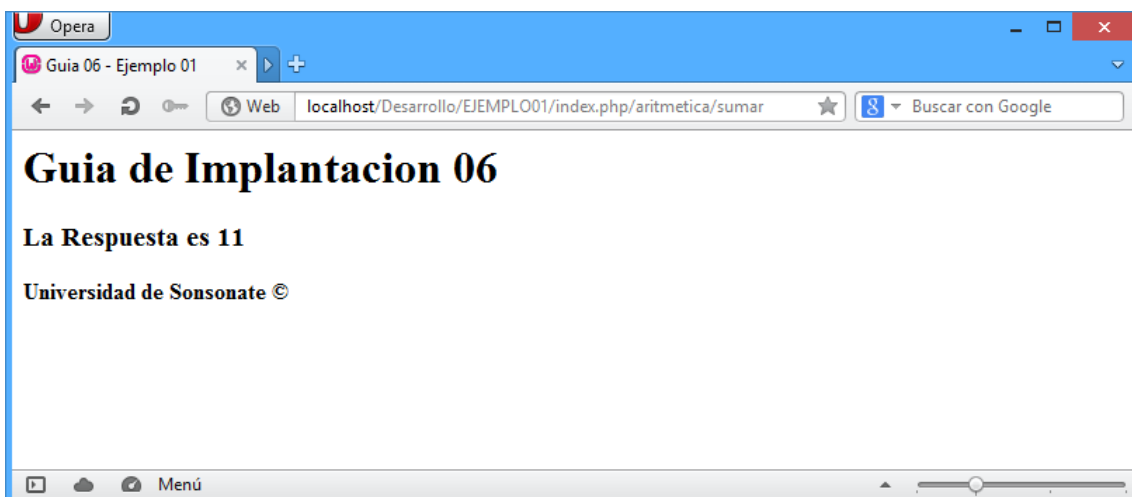 Opera
Guia 06 - Ejemplo 01
Web localhost/Desarrollo/EJEMPLO01/index.php/aritmetica/sumar 8 Buscar con Google
Guia de Implantacion 06
La Respuesta es 11
Universidad de Sonsonate ©
Menú